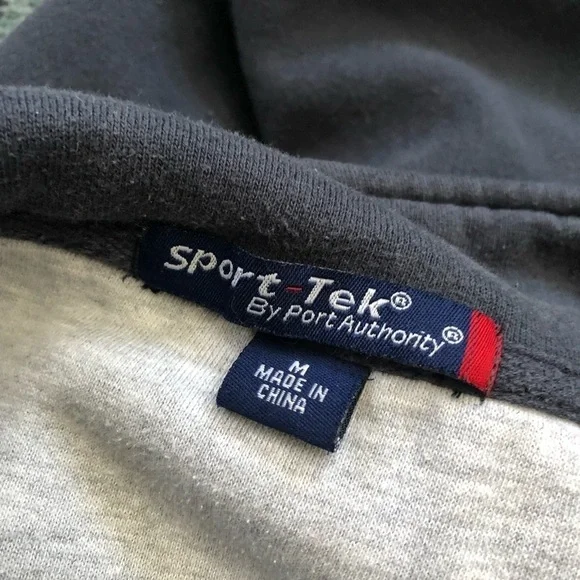 Sport-Tek®
By Port Authority®
M
MADE IN
CHINA